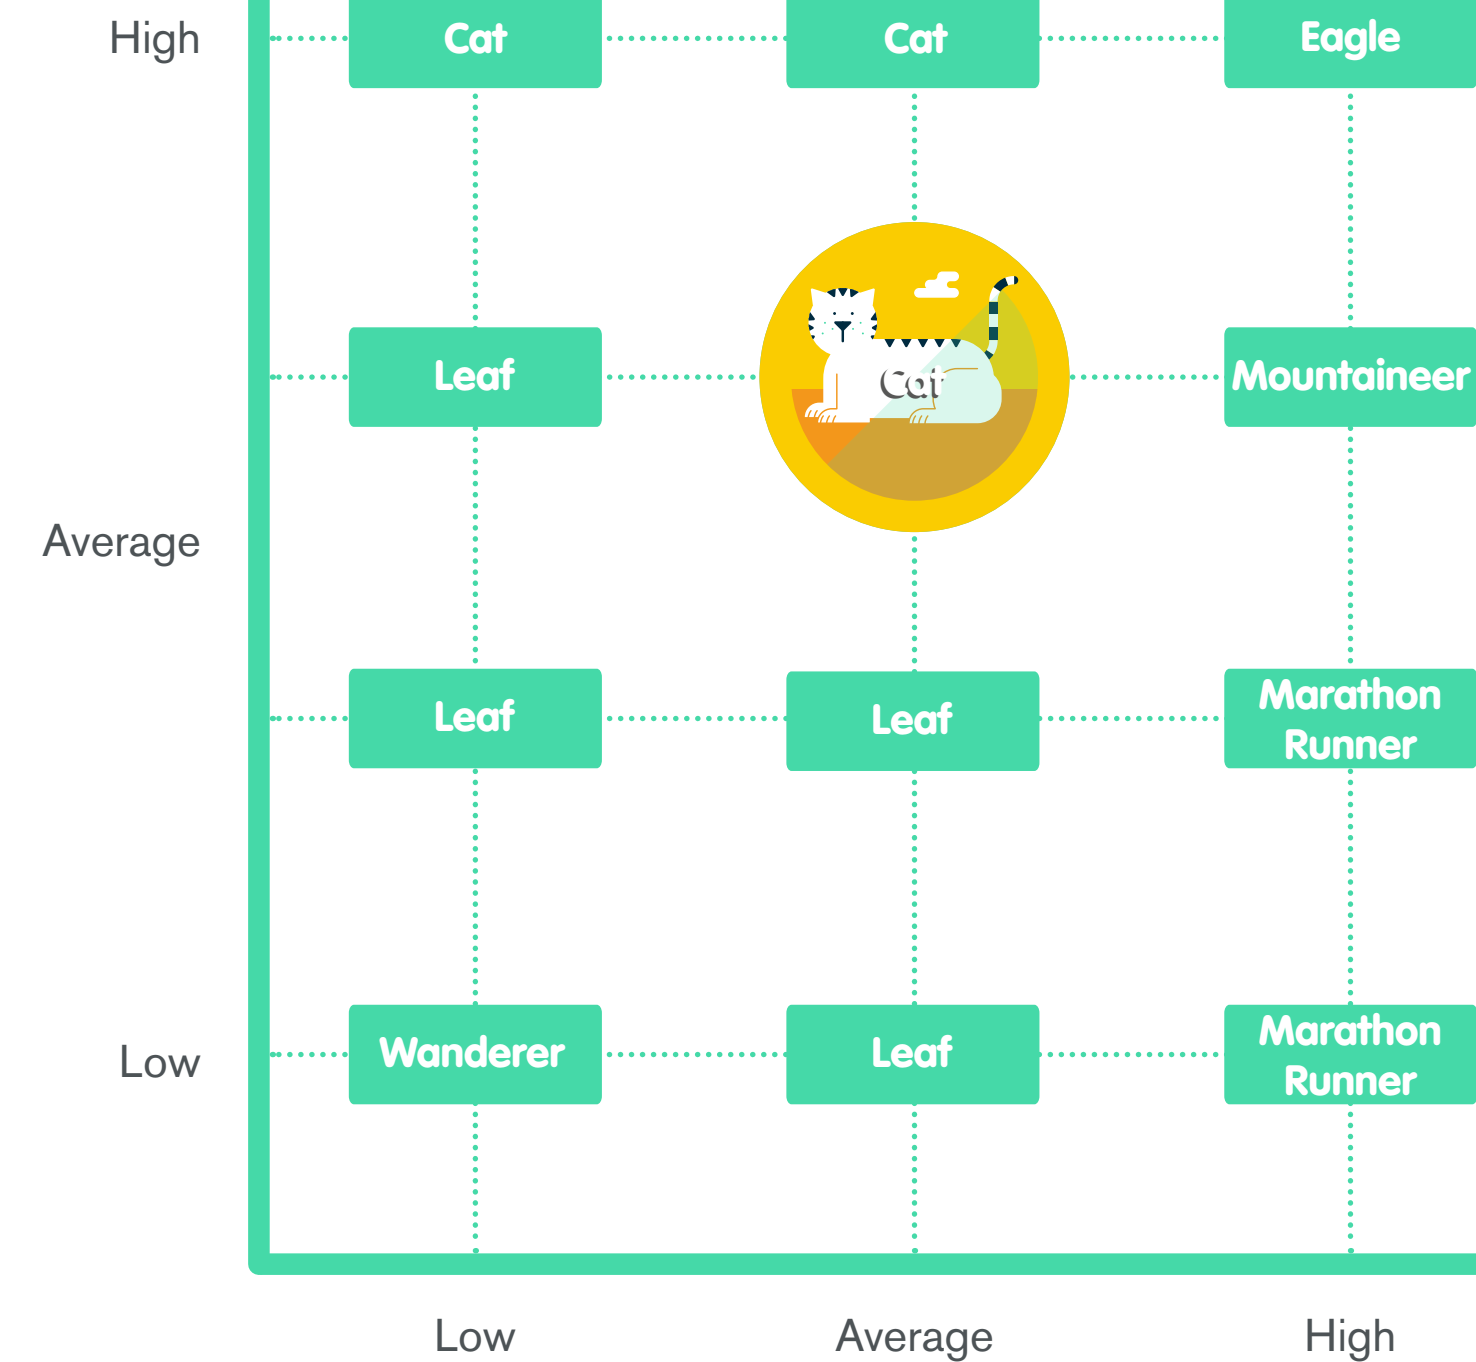 High
Cat
Cat
Eagle
Leaf
Cat
Mountaineer
Average
Leaf
Leaf
Marathon
Runner
Low
Wanderer
Leaf
Marathon
Runner
Low
Average
High